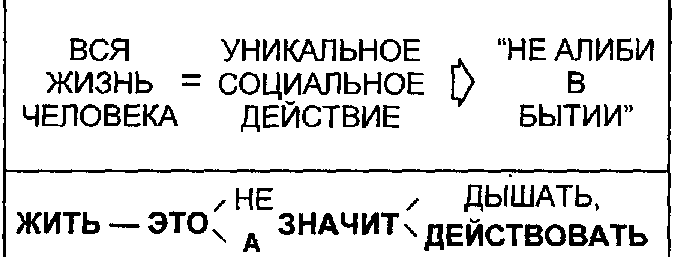 ВСЯ УНИКАЛЬНОЕ "НЕ АЛИБИ
ЖИЗНЬ = СОЦИАЛЬНОЕ ⇨ В
ЧЕЛОВЕКА ДЕЙСТВИЕ БЫТИИ"
НЕ ДЫШАТЬ,
ЖИТЬ — ЭТО ЗНАЧИТ
А ДЕЙСТВОВАТЬ